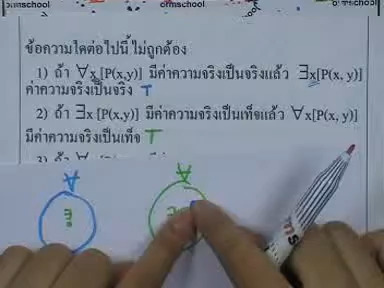 ormschool
ormschool
ข้อความใดต่อไปนี้ ไม่ถูกต้อง
1) ถ้า ∀x [P(x,y)] มีค่าความจริงเป็นจริงแล้ว ∃x[P(x, y)]
ค่าความจริงเป็นจริง T
2) ถ้า ∃x [P(x,y)] มีค่าความจริงเป็นเท็จแล้ว ∀x[P(x, y)]
มีค่าความจริงเป็นเท็จ T
3) ถ้า
∀ ∀